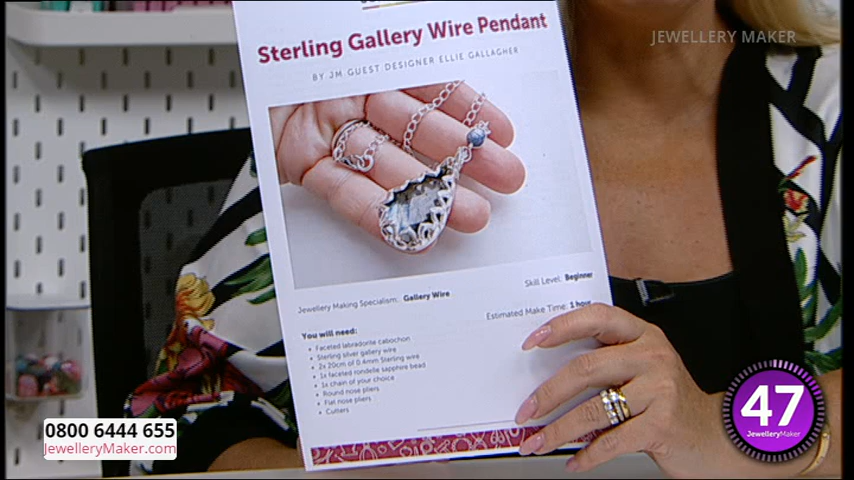 Sterling Gallery Wire Pendant
BY JM GUEST DESIGNER ELLIE GALLAGHER
JEWELLERY MAKER
Skill Level: Beginner
Jewellery Making Specialism: Gallery Wire
Estimated Make Time: 1 hour
You will need:
• Faceted labradorite cabochon
• Sterling silver gallery wire
• 2x 20cm of 0.4mm Sterling wire
• 1x faceted rondelle sapphire bead
• 1x chain of your choice
• Round nose pliers
• Flat nose pliers
• Cutters
47
JewelleryMaker
0800 6444 655
JewelleryMaker.com